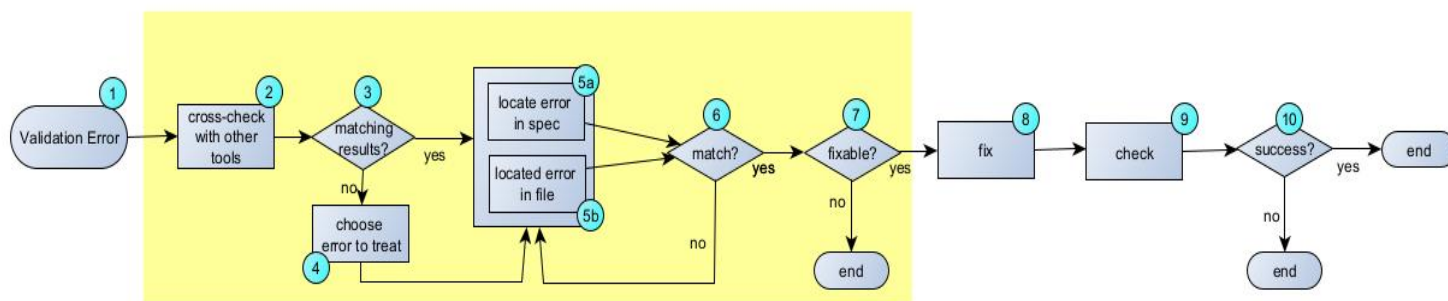 1
Validation Error
2
cross-check
with other
tools
3
matching
results?
yes
no
choose
error to treat
4
5a
locate error
in spec
located error
in file
5b
6
match?
yes
no
7
fixable?
yes
no
end
8
fix
9
check
10
success?
yes
end
no
end